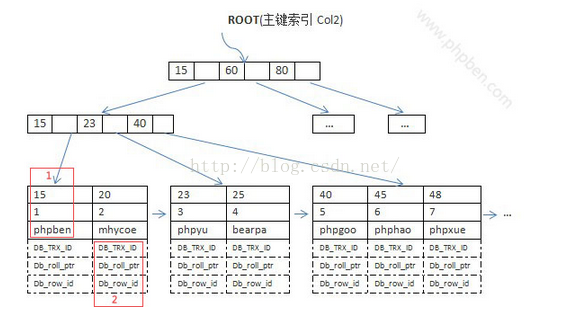 ROOT(主键索引 Col2)
www.phpben.com
15 60 80
15 23 40
... ...
http://blog.csdn.net/
1
15 20 23 25 40 45 48
1 2 3 4 5 6 7 ...
phpben mhycoe phpyu bearpa phpgoo phphao phpxue
DB_TRX_ID DB_TRX_ID DB_TRX_ID DB_TRX_ID DB_TRX_ID DB_TRX_ID DB_TRX_ID
Db_roll_ptr Db_roll_ptr Db_roll_ptr Db_roll_ptr Db_roll_ptr Db_roll_ptr Db_roll_ptr
Db_row_id Db_row_id Db_row_id Db_row_id Db_row_id Db_row_id Db_row_id
2